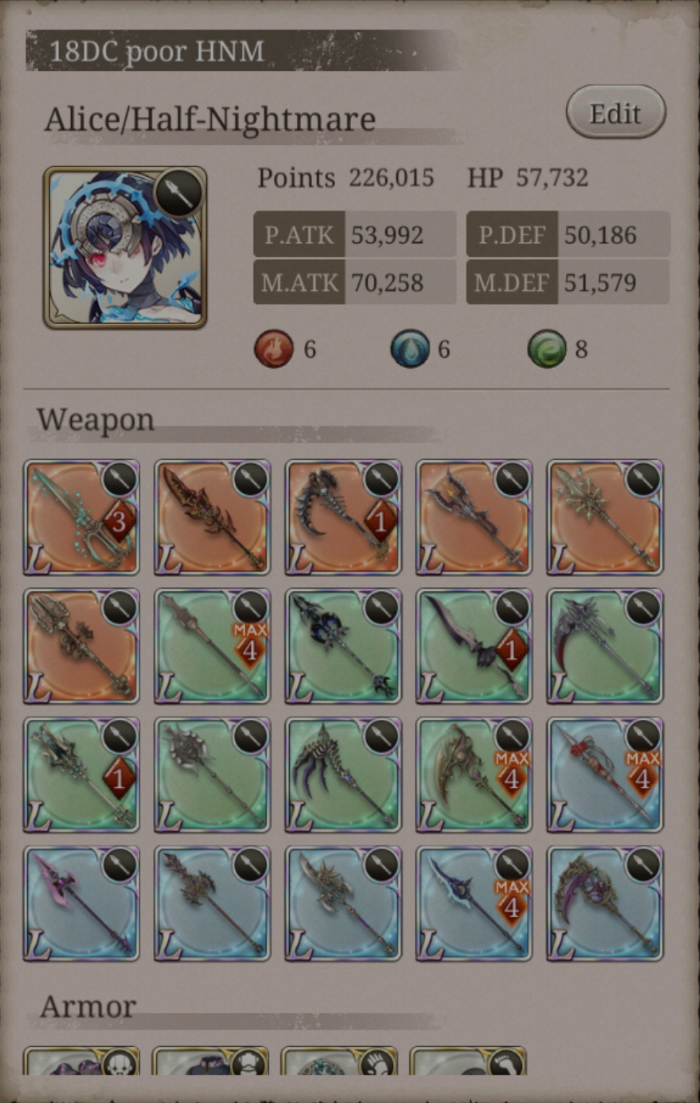 18DC poor HNM
Alice/Half-Nightmare
Edit
Points 226,015 HP 57,732
P.ATK 53,992 P.DEF 50,186
M.ATK 70,258 M.DEF 51,579
6 6 8
Weapon
3 1
L L L L L
MAX
4 1
L L L L L
MAX MAX
1 4 4
L L L L L
MAX
4
L L L L L
Armor